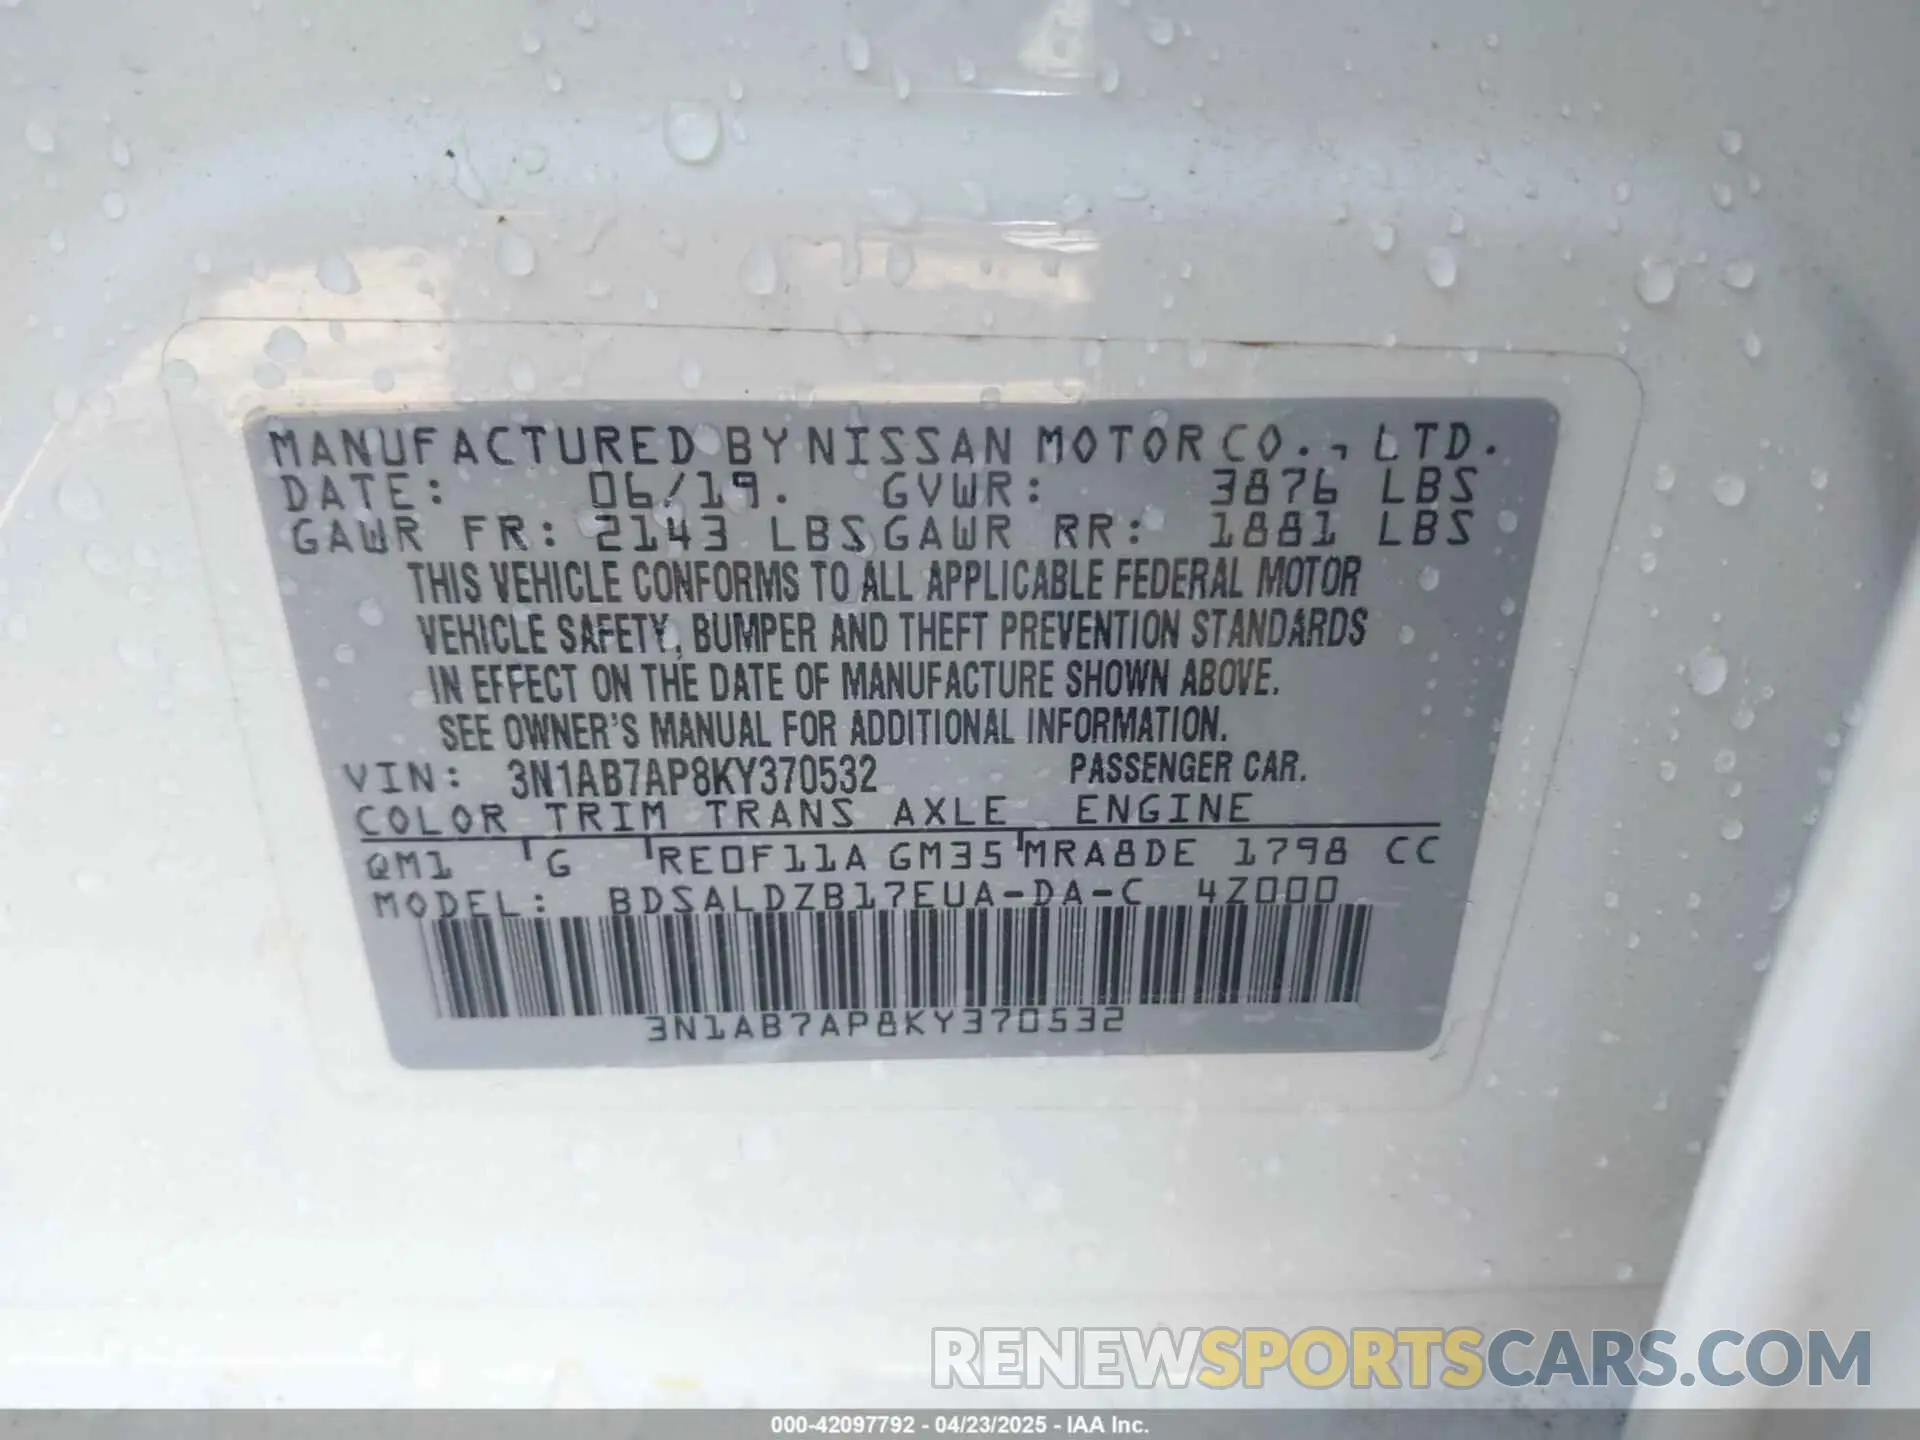 MANUFACTURED BY NISSAN MOTOR CO., LTD.
DATE: 06/19. GVWR: 3876 LBS
GAWR FR: 2143 LBS GAWR RR: 1881 LBS
THIS VEHICLE CONFORMS TO ALL APPLICABLE FEDERAL MOTOR
VEHICLE SAFETY, BUMPER AND THEFT PREVENTION STANDARDS
IN EFFECT ON THE DATE OF MANUFACTURE SHOWN ABOVE.
SEE OWNER'S MANUAL FOR ADDITIONAL INFORMATION.
VIN: 3N1AB7AP8KY370532 PASSENGER CAR.
COLOR TRIM TRANS AXLE ENGINE
QM1 G RE0F11A GM35 MRA8DE 1798 CC
MODEL: BDSALDZB17EUA-DA-C 4Z000
3N1AB7AP8KY370532
RENEWSPORTSCARS.COM
000-42097792 - 04/23/2025 - IAA Inc.